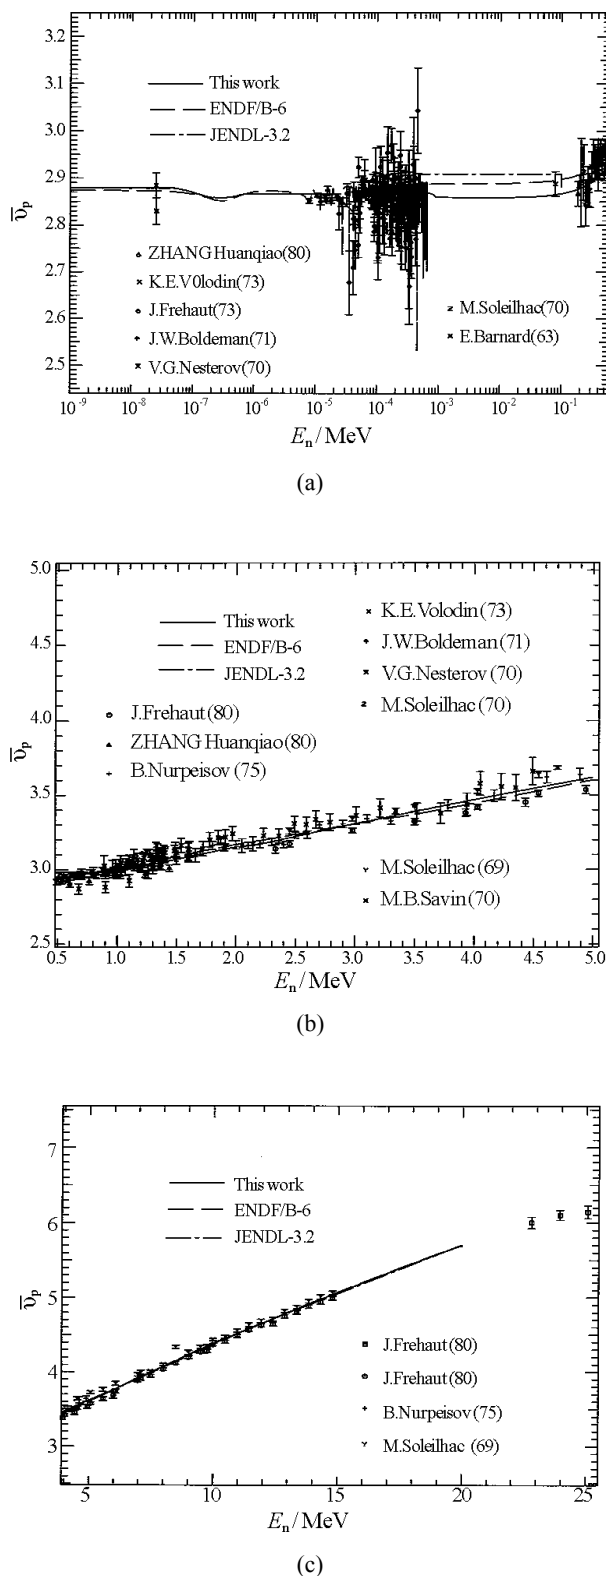 3.2
3.1
3.0
2.9
2.8
2.7
2.6
2.5
ῡp
This work
ENDF/B-6
JENDL-3.2
ZHANG Huanqiao(80)
K.E.V0lodin(73)
J.Frehaut(73)
J.W.Boldeman(71)
V.G.Nesterov(70)
M.Soleilhac(70)
E.Barnard(63)
10⁻⁹ 10⁻⁸ 10⁻⁷ 10⁻⁶ 10⁻⁵ 10⁻⁴ 10⁻³ 10⁻² 10⁻¹
En/MeV
(a)
5.0
4.5
4.0
3.5
3.0
2.5
ῡp
This work
ENDF/B-6
JENDL-3.2
K.E.Volodin(73)
J.W.Boldeman(71)
V.G.Nesterov(70)
M.Soleilhac(70)
J.Frehaut(80)
ZHANG Huanqiao(80)
B.Nurpeisov(75)
M.Soleilhac(69)
M.B.Savin(70)
0.5 1.0 1.5 2.0 2.5 3.0 3.5 4.0 4.5 5.0
En/MeV
(b)
7
6
5
4
3
ῡp
This work
ENDF/B-6
JENDL-3.2
J.Frehaut(80)
J.Frehaut(80)
B.Nurpeisov(75)
M.Soleilhac (69)
5 10 15 20 25
En/MeV
(c)